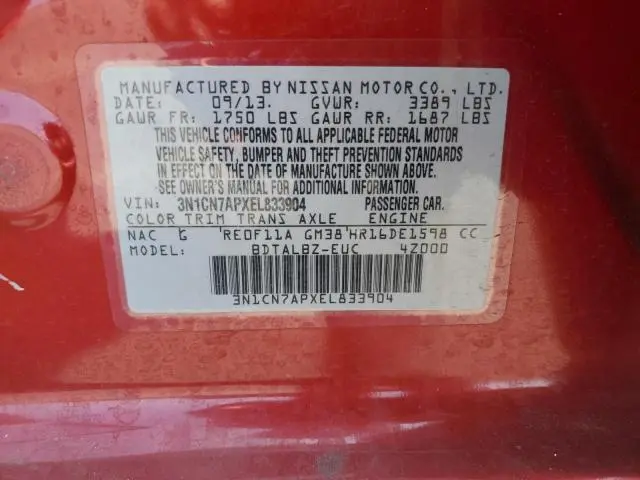 MANUFACTURED BY NISSAN MOTOR CO., LTD.
DATE: 09/13. GVWR: 3389 LBS
GAWR FR: 1750 LBS GAWR RR: 1687 LBS
THIS VEHICLE CONFORMS TO ALL APPLICABLE FEDERAL MOTOR
VEHICLE SAFETY, BUMPER AND THEFT PREVENTION STANDARDS
IN EFFECT ON THE DATE OF MANUFACTURE SHOWN ABOVE.
SEE OWNER'S MANUAL FOR ADDITIONAL INFORMATION.
VIN: 3N1CN7APXEL833904 PASSENGER CAR.
COLOR TRIM TRANS AXLE ENGINE
NAC G RE0F11A GM38 HR16DE1598 CC
MODEL: BDTALBZ-EUC 4Z000
3N1CN7APXEL833904